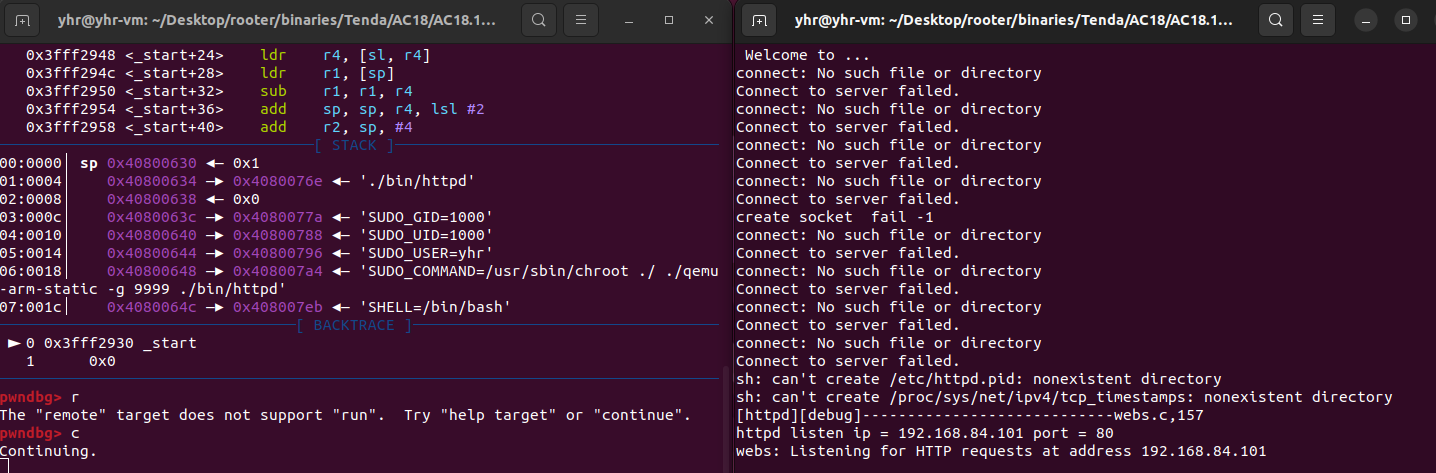 yhr@yhr-vm: ~/Desktop/rooter/binaries/Tenda/AC18/AC18.1...
0x3fff2948 <_start+24>    ldr    r4, [sl, r4]
0x3fff294c <_start+28>    ldr    r1, [sp]
0x3fff2950 <_start+32>    sub    r1, r1, r4
0x3fff2954 <_start+36>    add    sp, sp, r4, lsl #2
0x3fff2958 <_start+40>    add    r2, sp, #4
[ STACK ]
00:0000│  sp 0x40800630 ◂— 0x1
01:0004│     0x40800634 —▸ 0x4080076e ◂— './bin/httpd'
02:0008│     0x40800638 ◂— 0x0
03:000c│     0x4080063c —▸ 0x4080077a ◂— 'SUDO_GID=1000'
04:0010│     0x40800640 —▸ 0x40800788 ◂— 'SUDO_UID=1000'
05:0014│     0x40800644 —▸ 0x40800796 ◂— 'SUDO_USER=yhr'
06:0018│     0x40800648 —▸ 0x408007a4 ◂— 'SUDO_COMMAND=/usr/sbin/chroot ./ ./qemu
-arm-static -g 9999 ./bin/httpd'
07:001c│     0x4080064c —▸ 0x408007eb ◂— 'SHELL=/bin/bash'
[ BACKTRACE ]
► 0 0x3fff2930 _start
1      0x0
pwndbg> r
The "remote" target does not support "run".  Try "help target" or "continue".
pwndbg> c
Continuing.
yhr@yhr-vm: ~/Desktop/rooter/binaries/Tenda/AC18/AC18.1...
Welcome to ...
connect: No such file or directory
Connect to server failed.
connect: No such file or directory
Connect to server failed.
connect: No such file or directory
Connect to server failed.
connect: No such file or directory
Connect to server failed.
create socket  fail -1
connect: No such file or directory
Connect to server failed.
connect: No such file or directory
Connect to server failed.
connect: No such file or directory
Connect to server failed.
connect: No such file or directory
Connect to server failed.
sh: can't create /etc/httpd.pid: nonexistent directory
sh: can't create /proc/sys/net/ipv4/tcp_timestamps: nonexistent directory
[httpd][debug]----------------------------webs.c,157
httpd listen ip = 192.168.84.101 port = 80
webs: Listening for HTTP requests at address 192.168.84.101